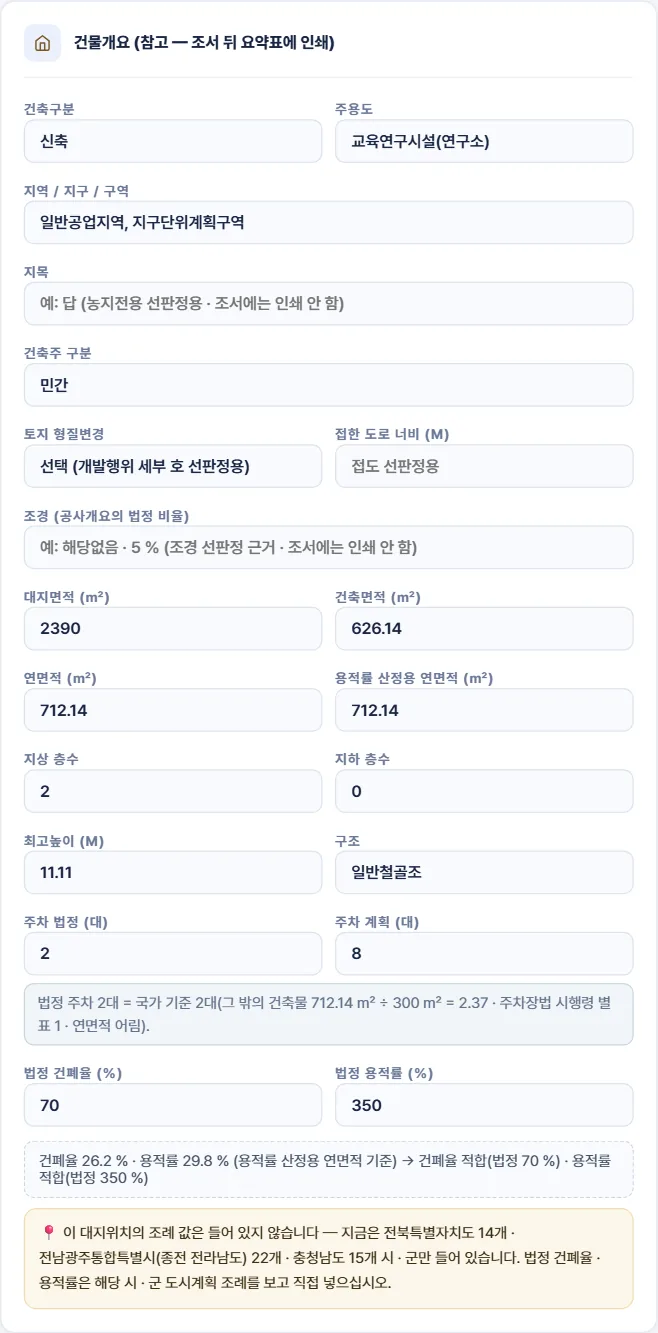 건물개요 (참고 — 조서 뒤 요약표에 인쇄)
건축구분
주용도
신축
교육연구시설(연구소)
지역 / 지구 / 구역
일반공업지역, 지구단위계획구역
지목
예: 답 (농지전용 선판정용 · 조서에는 인쇄 안 함)
건축주 구분
민간
토지 형질변경
접한 도로 너비 (M)
선택 (개발행위 세부 호 선판정용)
접도 선판정용
조경 (공사개요의 법정 비율)
예: 해당없음 · 5 % (조경 선판정 근거 · 조서에는 인쇄 안 함)
대지면적 (m²)
건축면적 (m²)
2390
626.14
연면적 (m²)
용적률 산정용 연면적 (m²)
712.14
712.14
지상 층수
지하 층수
2
0
최고높이 (M)
구조
11.11
일반철골조
주차 법정 (대)
주차 계획 (대)
2
8
법정 주차 2대 = 국가 기준 2대(그 밖의 건축물 712.14 m² ÷ 300 m² = 2.37 · 주차장법 시행령 별
표 1 · 연면적 어림).
법정 건폐율 (%)
법정 용적률 (%)
70
350
건폐율 26.2 % · 용적률 29.8 % (용적률 산정용 연면적 기준) → 건폐율 적합(법정 70 %) · 용적률
적합(법정 350 %)
📍 이 대지위치의 조례 값은 들어 있지 않습니다 — 지금은 전북특별자치도 14개 ·
전남광주통합특별시(종전 전라남도) 22개 · 충청남도 15개 시 · 군만 들어 있습니다. 법정 건폐율 ·
용적률은 해당 시 · 군 도시계획 조례를 보고 직접 넣으십시오.